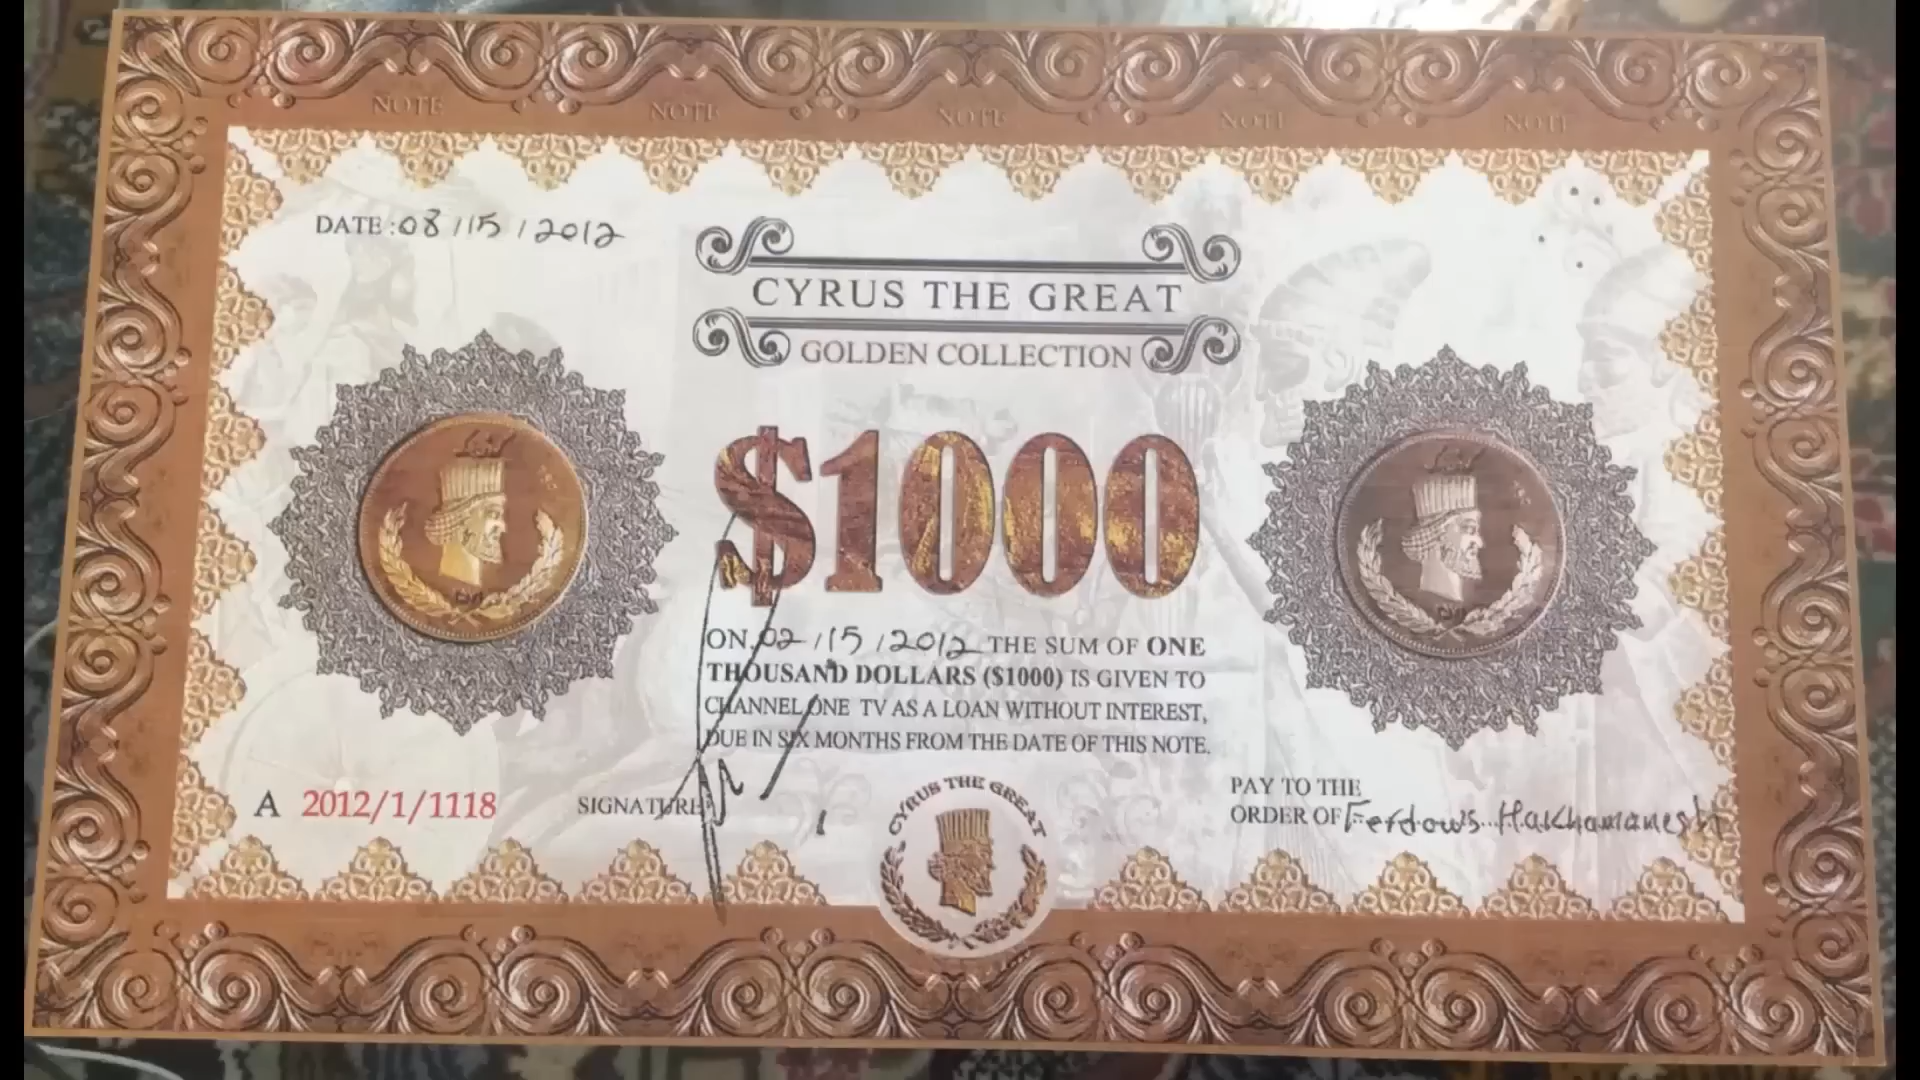 NOTE NOTE NOTE NOTE NOTE
DATE: 08/15/2012
CYRUS THE GREAT
GOLDEN COLLECTION
$1000
ON, 02/15/2012 THE SUM OF ONE
THOUSAND DOLLARS ($1000) IS GIVEN TO
CHANNEL ONE TV AS A LOAN WITHOUT INTEREST,
DUE IN SIX MONTHS FROM THE DATE OF THIS NOTE.
A 2012/1/1118
SIGNATURE
CYRUS THE GREAT
PAY TO THE
ORDER OF Ferdows Hakhamanesh